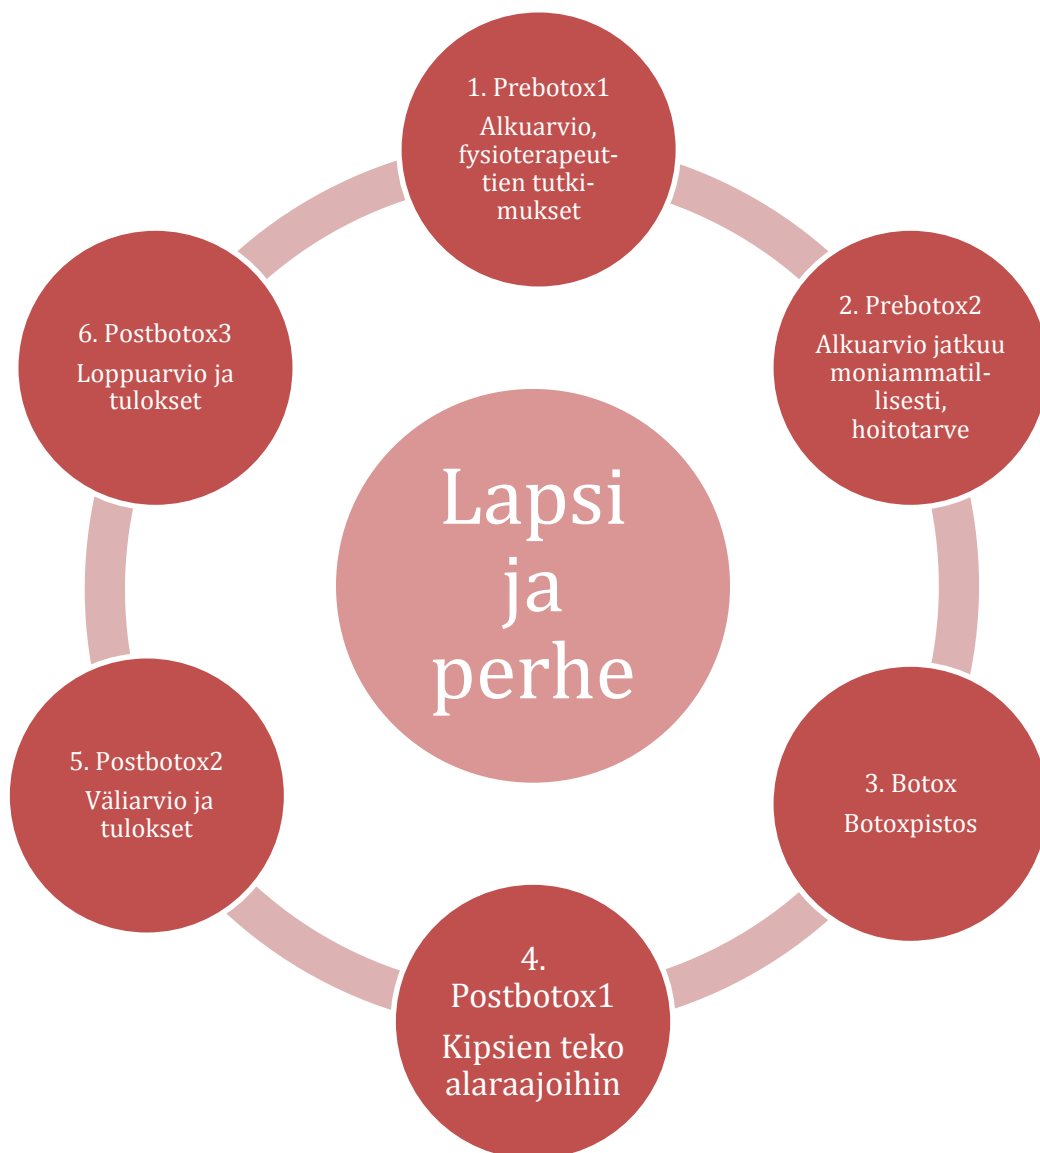 1. Prebotox1
Alkuarvio,
fysioterapeut-
tien tutki-
mukset
2. Prebotox2
Alkuarvio jatkuu
moniammatil-
lisesti,
hoitotarve
3. Botox
Botoxpistos
4.
Postbotox1
Kipsien teko
alaraajoihin
5. Postbotox2
Väliarvio ja
tulokset
6. Postbotox3
Loppuarvio ja
tulokset
Lapsi
ja
perhe